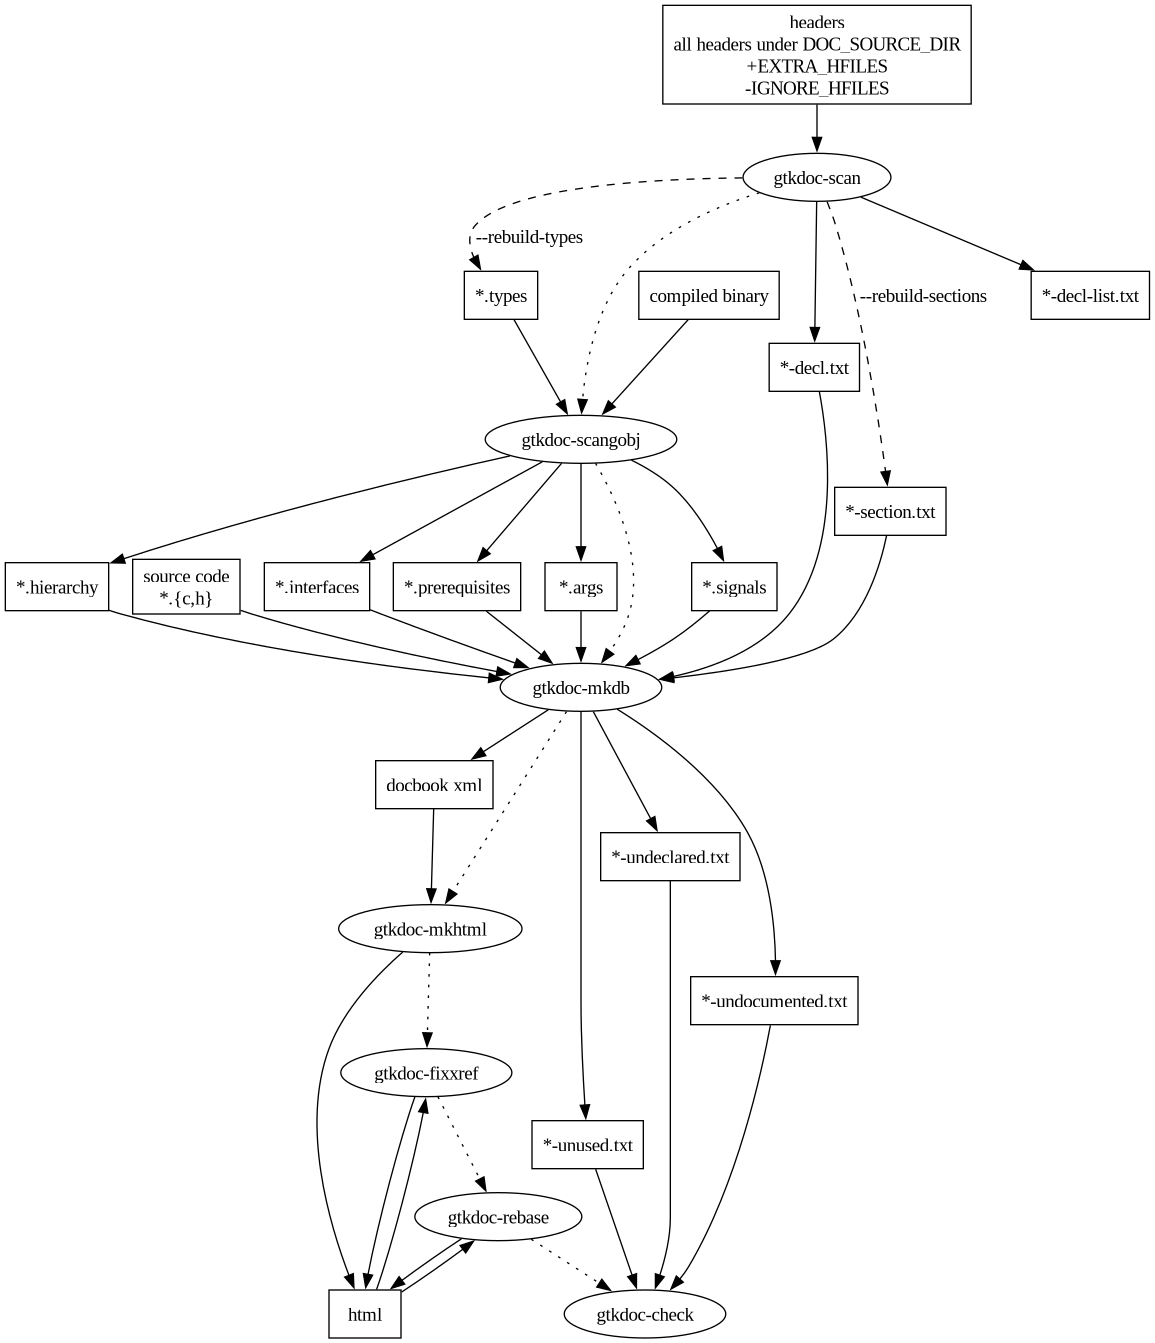 headers
all headers under DOC_SOURCE_DIR
+EXTRA_HFILES
-IGNORE_HFILES
gtkdoc-scan
--rebuild-types
*.types
compiled binary
--rebuild-sections
*-decl-list.txt
*-decl.txt
gtkdoc-scangobj
*-section.txt
*.hierarchy
source code
*.{c,h}
*.interfaces
*.prerequisites
*.args
*.signals
gtkdoc-mkdb
docbook xml
*-undeclared.txt
gtkdoc-mkhtml
*-undocumented.txt
gtkdoc-fixxref
*-unused.txt
gtkdoc-rebase
html
gtkdoc-check